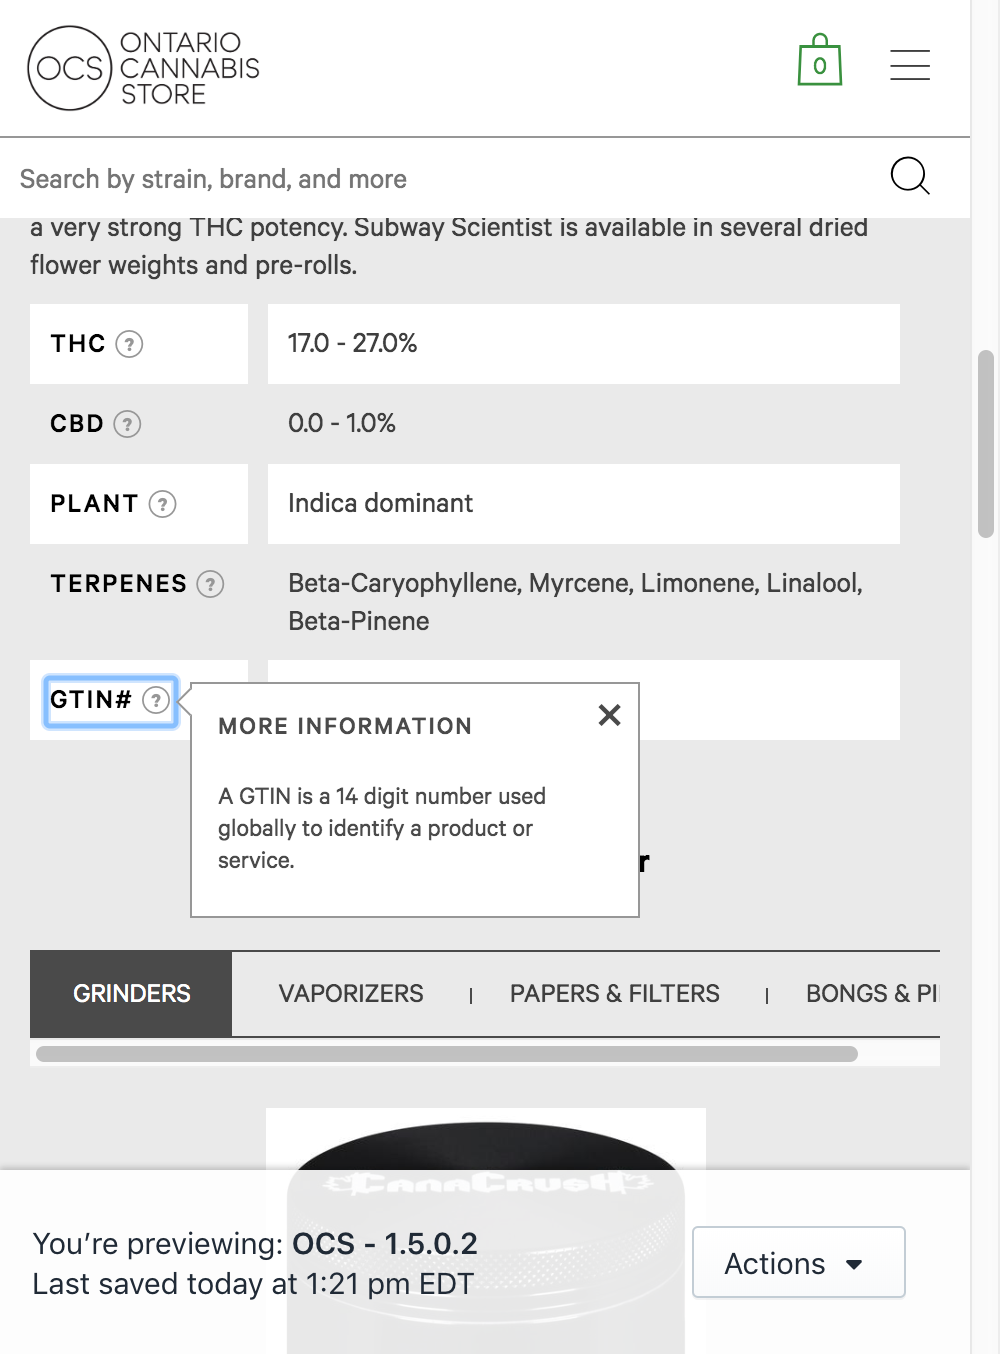 OCS
ONTARIO
CANNABIS
STORE
0
Search by strain, brand, and more
a very strong THC potency. Subway Scientist is available in several dried
flower weights and pre-rolls.
THC ?
17.0 - 27.0%
CBD ?
0.0 - 1.0%
PLANT ?
Indica dominant
TERPENES ?
Beta-Caryophyllene, Myrcene, Limonene, Linalool,
Beta-Pinene
GTIN# ?
MORE INFORMATION
A GTIN is a 14 digit number used
globally to identify a product or
service.
r
GRINDERS
VAPORIZERS
PAPERS & FILTERS
BONGS & PI
CannaCrush
You're previewing: OCS - 1.5.0.2
Last saved today at 1:21 pm EDT
Actions